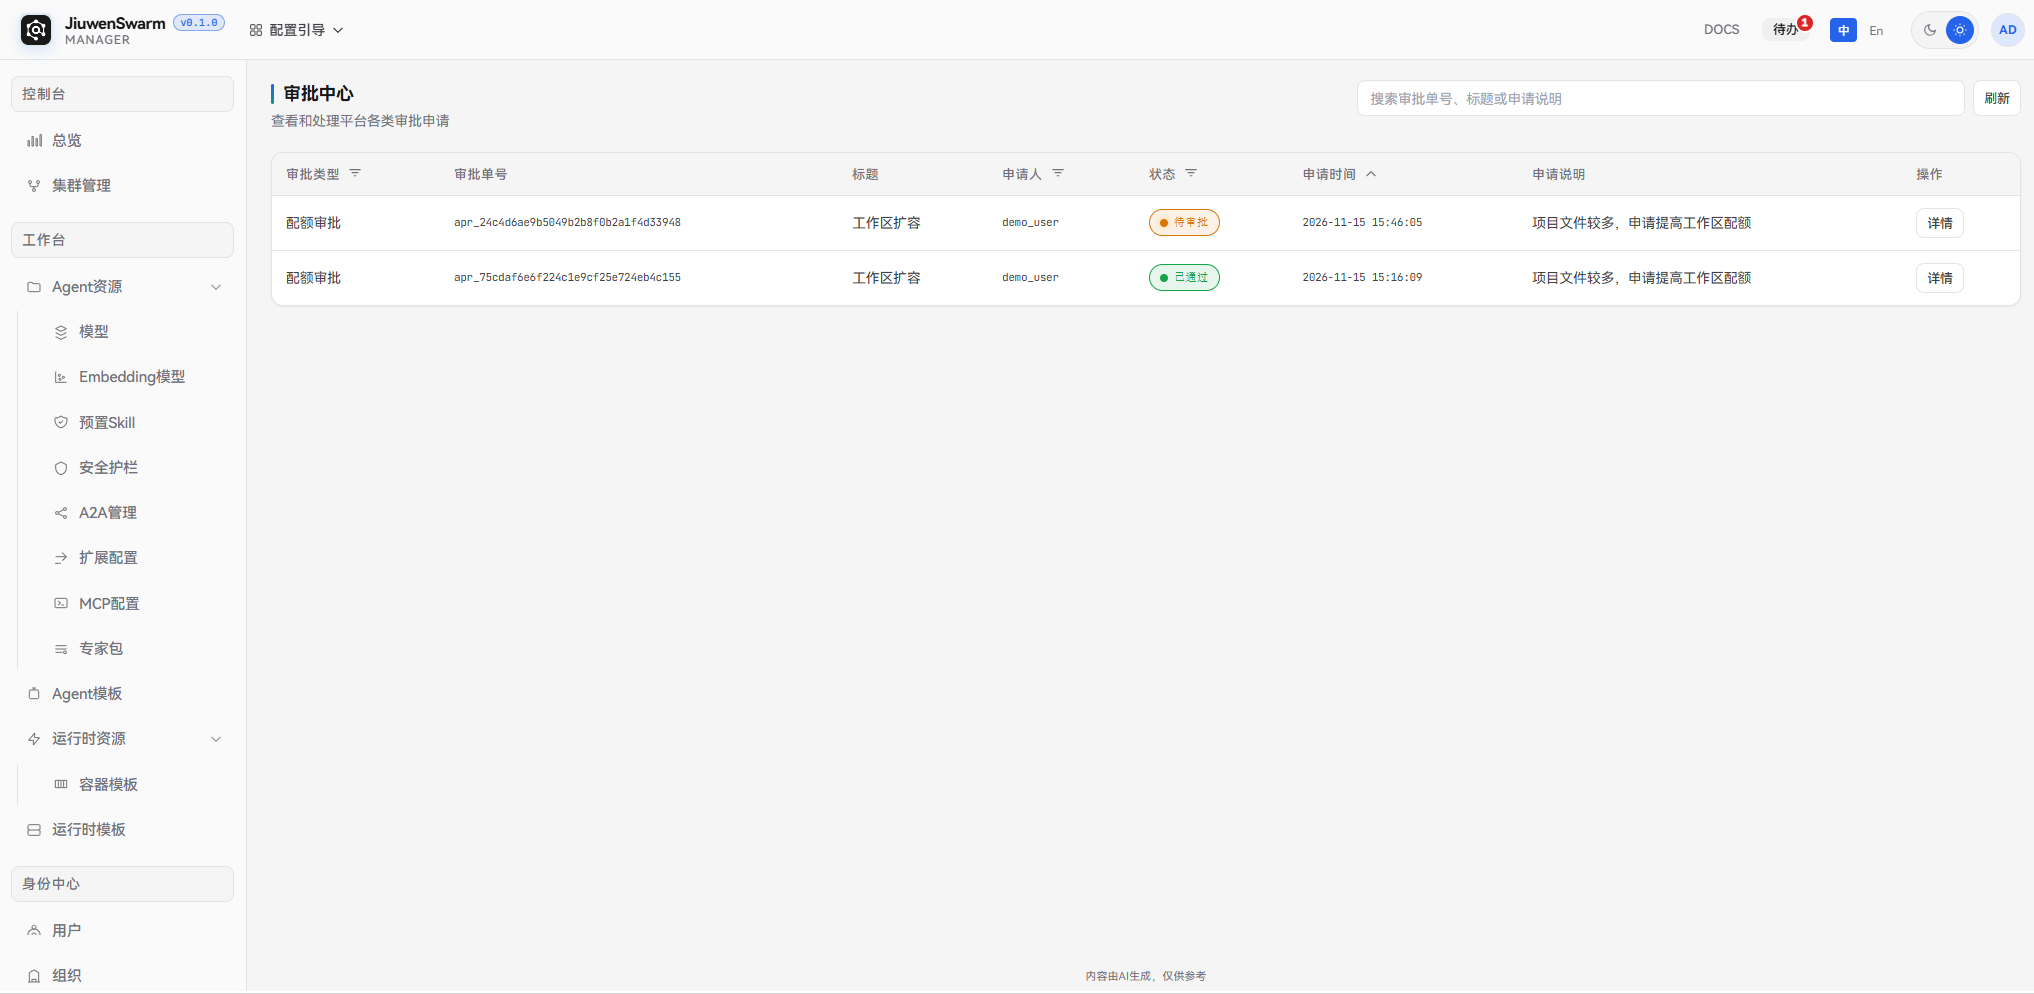 JiuwenSwarm v0.1.0
MANAGER
配置引导
DOCS
待办 1
中 En
AD
控制台
总览
集群管理
工作台
Agent资源
模型
Embedding模型
预置Skill
安全护栏
A2A管理
扩展配置
MCP配置
专家包
Agent模板
运行时资源
容器模板
运行时模板
身份中心
用户
组织
审批中心
查看和处理平台各类审批申请
搜索审批单号、标题或申请说明
刷新
审批类型 审批单号 标题 申请人 状态 申请时间 申请说明 操作
配额审批 apr_24c4d6ae9b5049b2b8f0b2a1f4d33948 工作区扩容 demo_user 待审批 2026-11-15 15:46:05 项目文件较多，申请提高工作区配额 详情
配额审批 apr_75cdaf6e6f224c1e9cf25e724eb4c155 工作区扩容 demo_user 已通过 2026-11-15 15:16:09 项目文件较多，申请提高工作区配额 详情
内容由AI生成，仅供参考